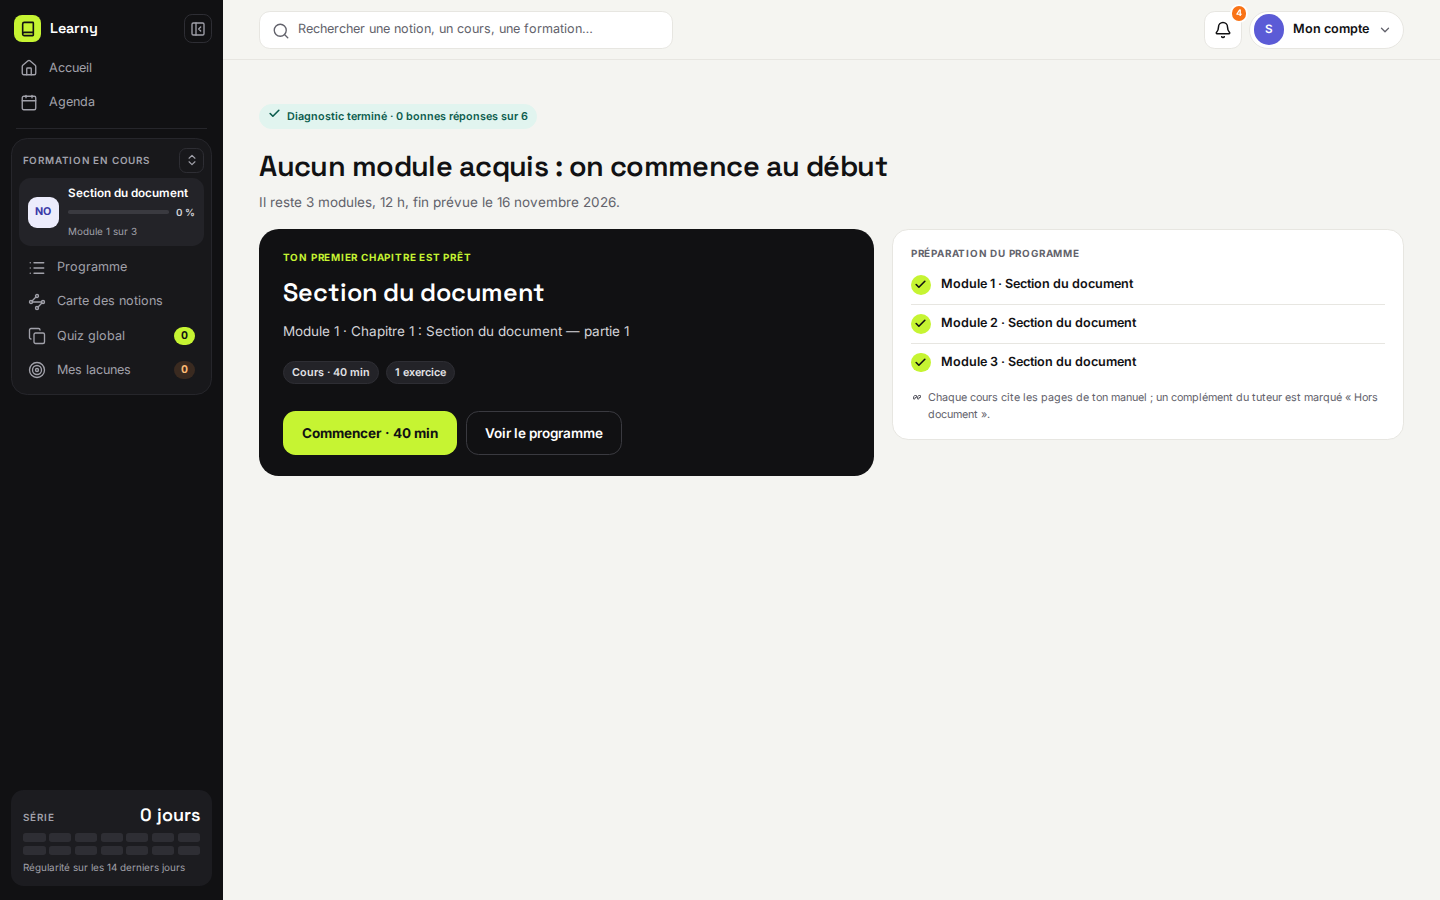 Learny
Accueil
Agenda
FORMATION EN COURS
NO
Section du document
0 %
Module 1 sur 3
Programme
Carte des notions
Quiz global
0
Mes lacunes
0
SÉRIE
0 jours
Régularité sur les 14 derniers jours
Rechercher une notion, un cours, une formation...
4
S
Mon compte
Diagnostic terminé · 0 bonnes réponses sur 6
Aucun module acquis : on commence au début
Il reste 3 modules, 12 h, fin prévue le 16 novembre 2026.
TON PREMIER CHAPITRE EST PRÊT
Section du document
Module 1 · Chapitre 1 : Section du document — partie 1
Cours · 40 min
1 exercice
Commencer · 40 min
Voir le programme
PRÉPARATION DU PROGRAMME
Module 1 · Section du document
Module 2 · Section du document
Module 3 · Section du document
Chaque cours cite les pages de ton manuel ; un complément du tuteur est marqué « Hors
document ».